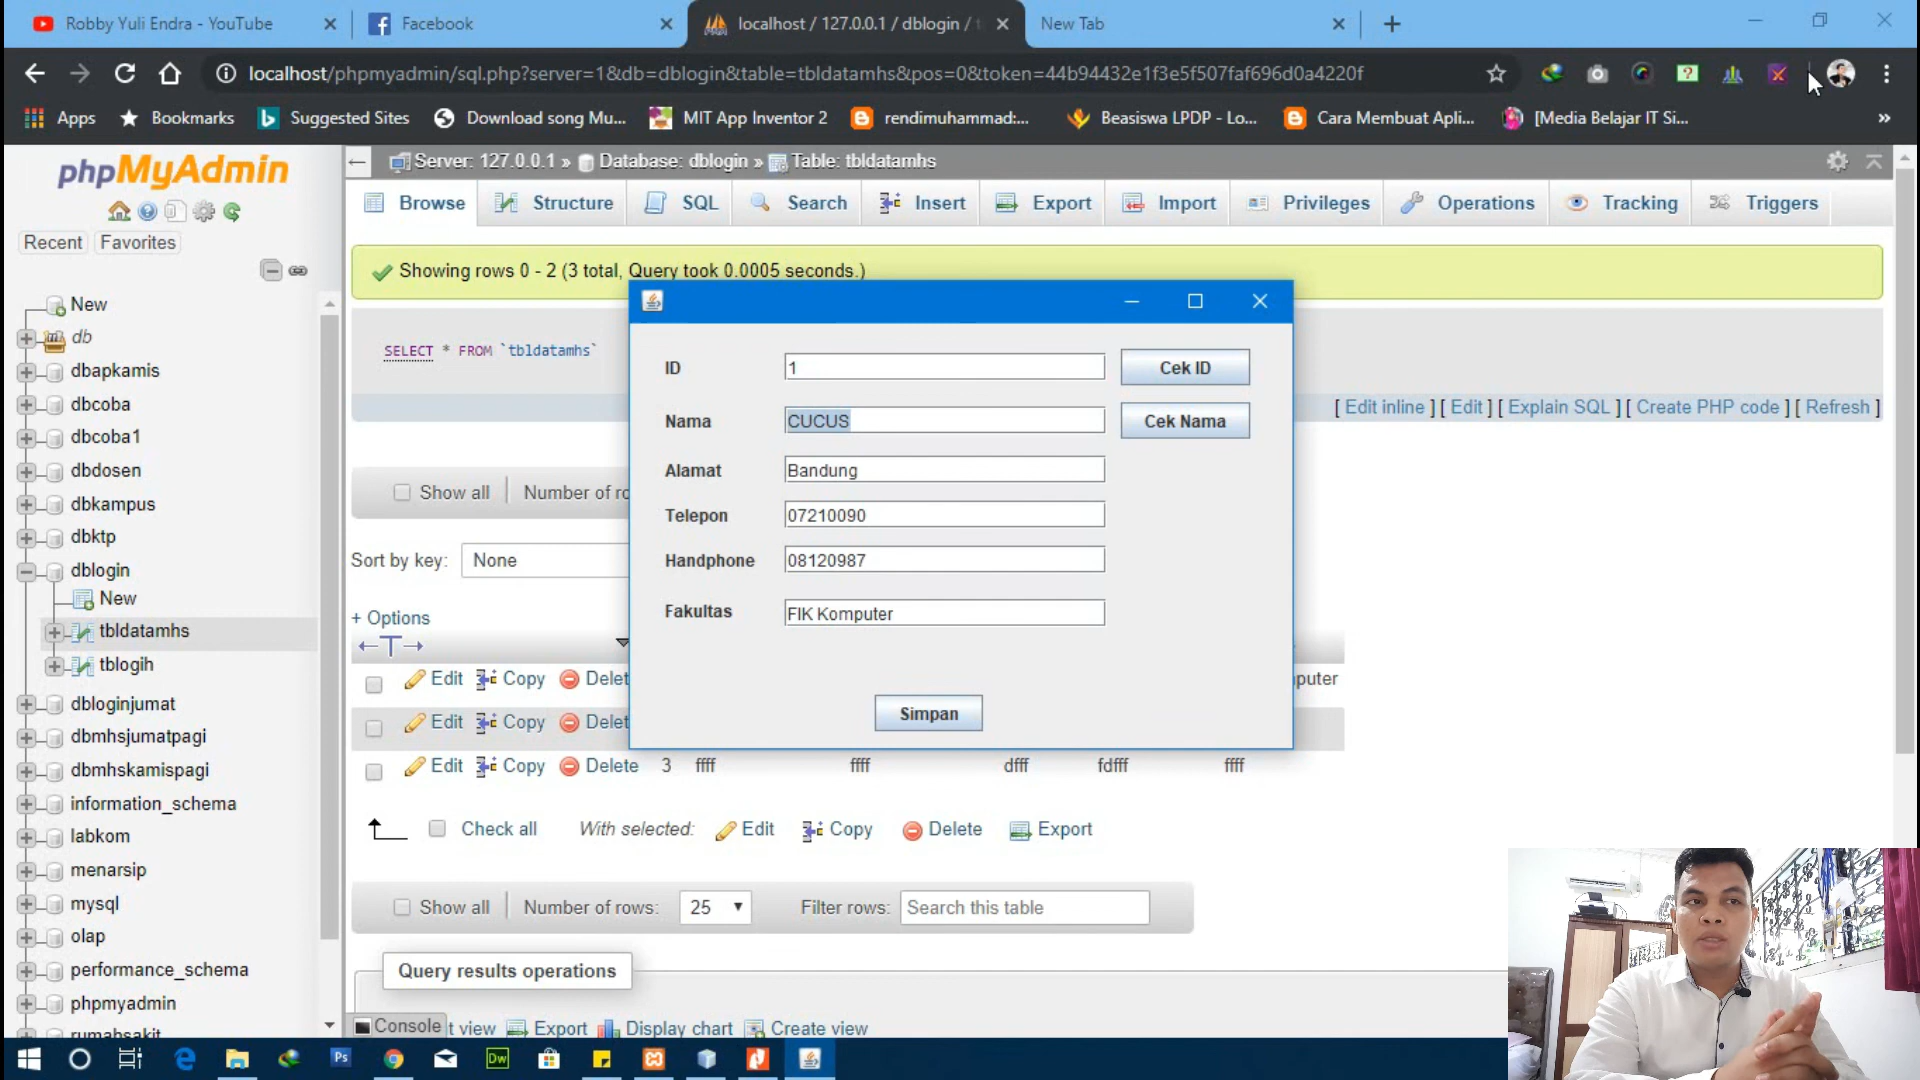 Robby Yuli Endra - YouTube
Facebook
localhost / 127.0.0.1 / dblogin / t
New Tab
localhost/phpmyadmin/sql.php?server=1&db=dblogin&table=tbldatamhs&pos=0&token=44b94432e1f3e5f507faf696d0a4220f
Apps
Bookmarks
Suggested Sites
Download song Mu...
MIT App Inventor 2
rendimuhammad:...
Beasiswa LPDP - Lo...
Cara Membuat Apli...
[Media Belajar IT Si...
»
phpMyAdmin
Recent
Favorites
New
db
dbapkamis
dbcoba
dbcoba1
dbdosen
dbkampus
dbktp
dblogin
New
tbldatamhs
tblogih
dbloginjumat
dbmhsjumatpagi
dbmhskamispagi
information_schema
labkom
menarsip
mysql
olap
performance_schema
phpmyadmin
rumahsakit
Server: 127.0.0.1 » Database: dblogin » Table: tbldatamhs
Browse
Structure
SQL
Search
Insert
Export
Import
Privileges
Operations
Tracking
Triggers
Showing rows 0 - 2 (3 total, Query took 0.0005 seconds.)
SELECT * FROM `tbldatamhs`
[ Edit inline ] [ Edit ] [ Explain SQL ] [ Create PHP code ] [ Refresh ]
Show all
Number of ro
Sort by key: None
+ Options
Edit Copy Delet
puter
Edit Copy Delet
Edit Copy Delete 3 ffff ffff dfff fdfff ffff
Check all With selected: Edit Copy Delete Export
Show all Number of rows: 25 Filter rows: Search this table
Query results operations
Console
t view Export Display chart Create view
ID 1 Cek ID
Nama CUCUS Cek Nama
Alamat Bandung
Telepon 07210090
Handphone 08120987
Fakultas FIK Komputer
Simpan
Ps
Dw